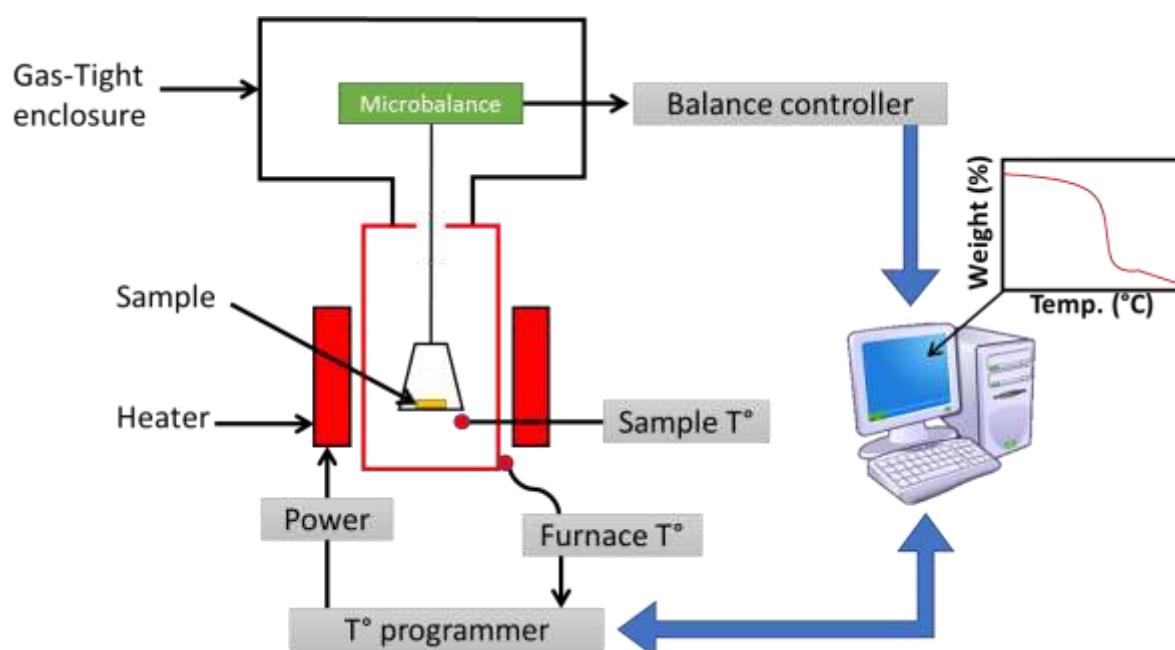 Gas-Tight
enclosure
Microbalance
Balance controller
Weight (%)
Temp. (°C)
Sample
Heater
Sample T°
Power
Furnace T°
T° programmer